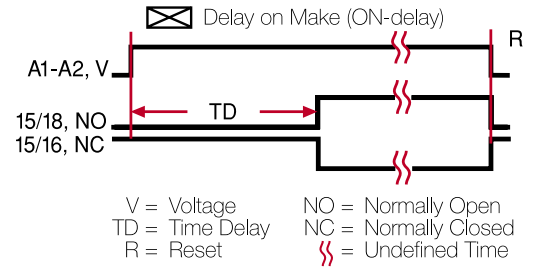 Delay on Make (ON-delay)
R
A1-A2, V
TD
15/18, NO
15/16, NC
V = Voltage
NO = Normally Open
TD = Time Delay
NC = Normally Closed
R = Reset
= Undefined Time